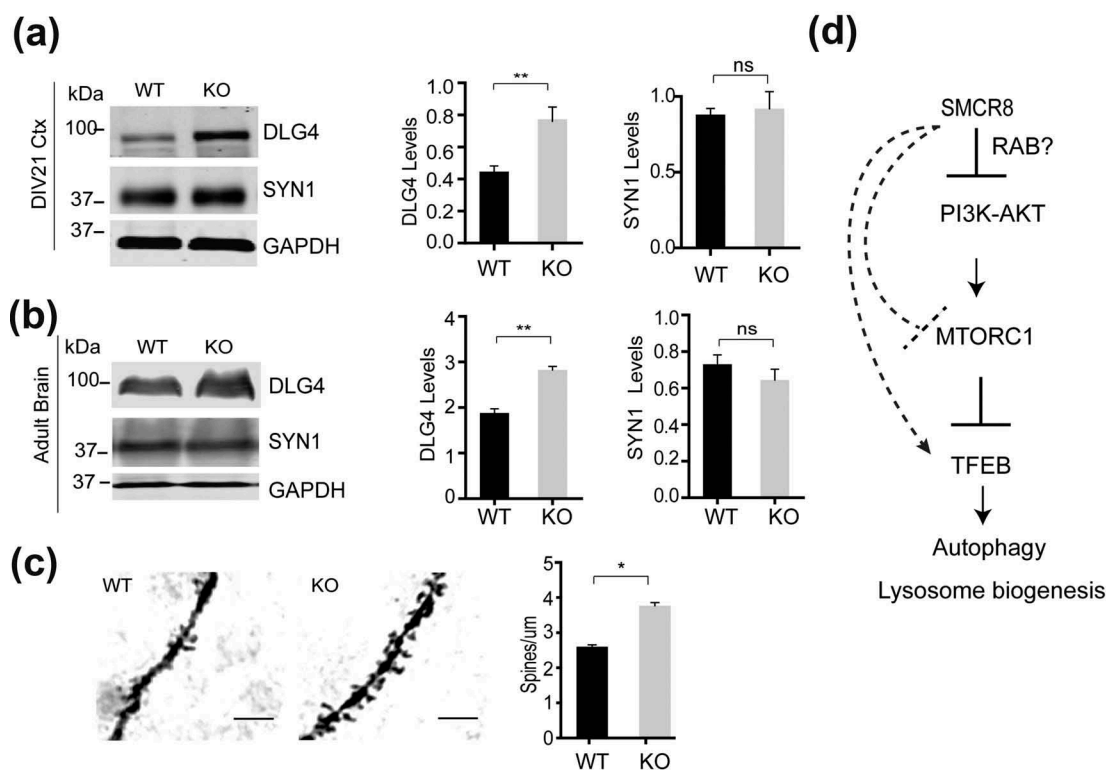 (a)
DIV21 Ctx
kDa
WT KO
100
DLG4
SYN1
37
37
GAPDH
DLG4 Levels
**
1.0
0.8
0.6
0.4
0.2
0.0
WT KO
SYN1 Levels
ns
1.0
0.5
0.0
WT KO
(b)
Adult Brain
kDa
WT KO
100
DLG4
SYN1
37
37
GAPDH
DLG4 Levels
**
4
3
2
1
0
WT KO
SYN1 Levels
ns
1.0
0.8
0.6
0.4
0.2
0.0
WT KO
(c)
WT
KO
Spines/um
*
5
4
3
2
1
0
WT KO
(d)
SMCR8
RAB?
PI3K-AKT
MTORC1
TFEB
Autophagy
Lysosome biogenesis